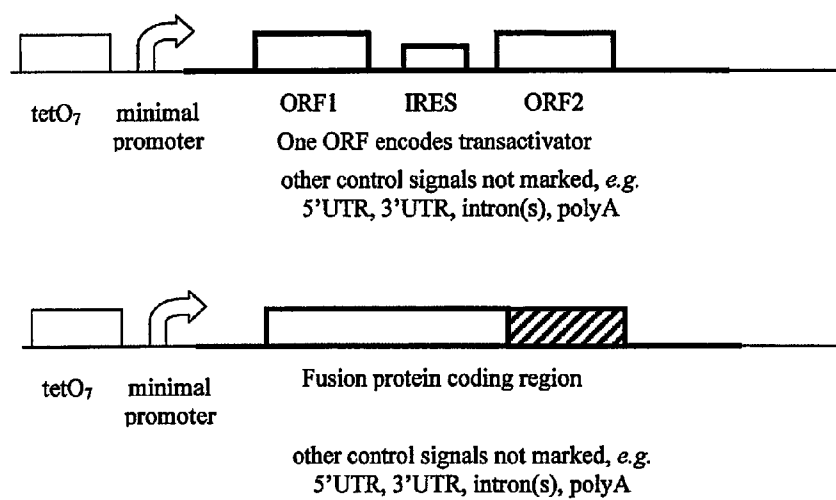 tetO7 minimal promoter ORF1 IRES ORF2
One ORF encodes transactivator
other control signals not marked, e.g.
5'UTR, 3'UTR, intron(s), polyA
tetO7 minimal promoter Fusion protein coding region
other control signals not marked, e.g.
5'UTR, 3'UTR, intron(s), polyA